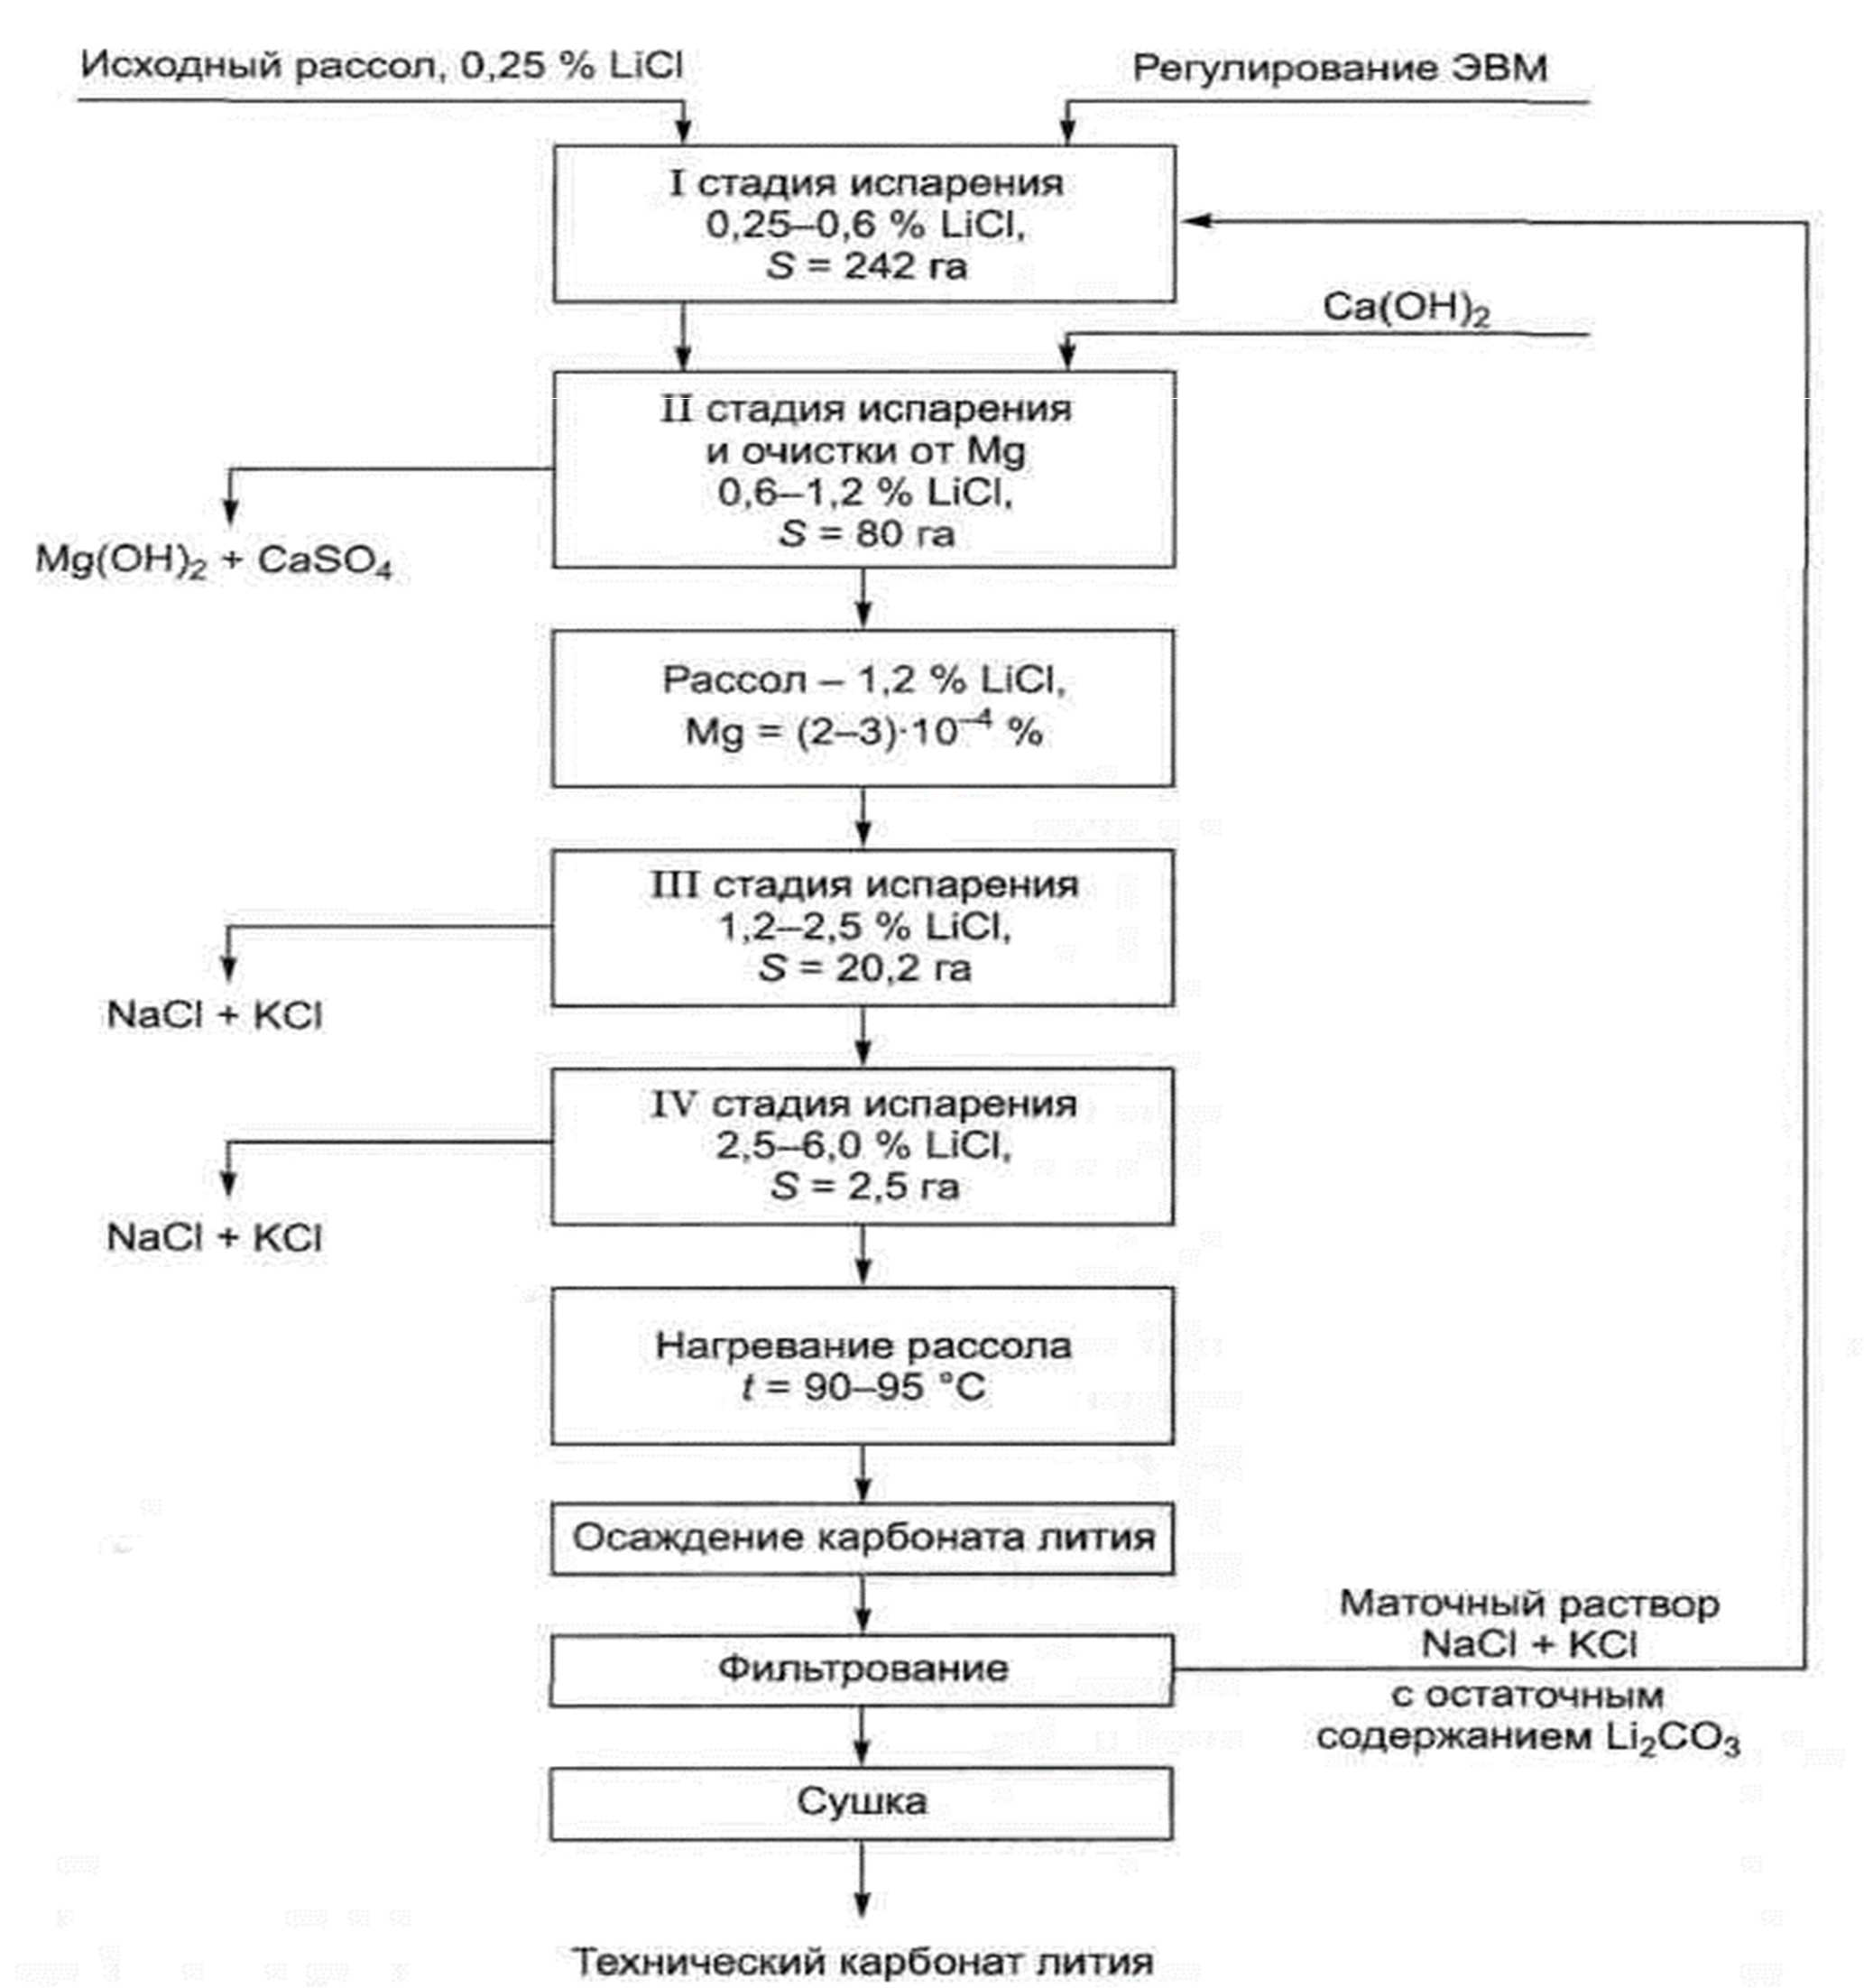 Исходный рассол, 0,25 % LiCl
Регулирование ЭВМ
I стадия испарения
0,25–0,6 % LiCl,
S = 242 га
Ca(OH)₂
II стадия испарения
и очистки от Mg
0,6–1,2 % LiCl,
S = 80 га
Mg(OH)₂ + CaSO₄
Рассол – 1,2 % LiCl,
Mg = (2–3)·10⁻⁴ %
III стадия испарения
1,2–2,5 % LiCl,
S = 20,2 га
NaCl + KCl
IV стадия испарения
2,5–6,0 % LiCl,
S = 2,5 га
NaCl + KCl
Нагревание рассола
t = 90–95 °C
Осаждение карбоната лития
Фильтрование
Маточный раствор
NaCl + KCl
с остаточным
содержанием Li₂CO₃
Сушка
Технический карбонат лития